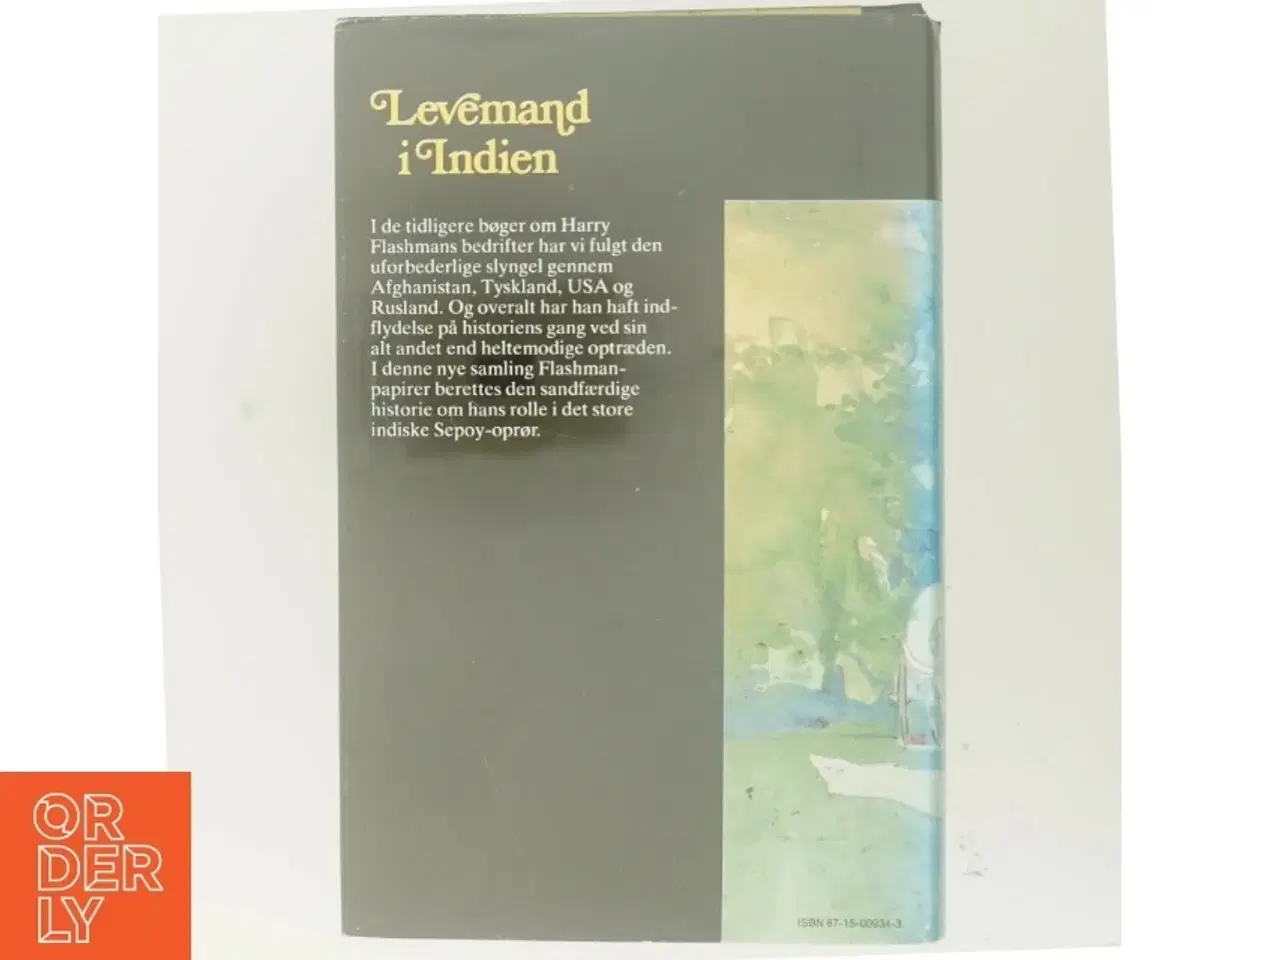 Levemand
i Indien
I de tidligere bøger om Harry
Flashmans bedrifter har vi fulgt den
uforbederlige slyngel gennem
Afghanistan, Tyskland, USA og
Rusland. Og overalt har han haft ind-
flydelse på historiens gang ved sin
alt andet end heltemodige optræden.
I denne nye samling Flashman-
papirer berettes den sandfærdige
historie om hans rolle i det store
indiske Sepoy-oprør.
ISBN 87-15-00934-3
OR
DER
LY